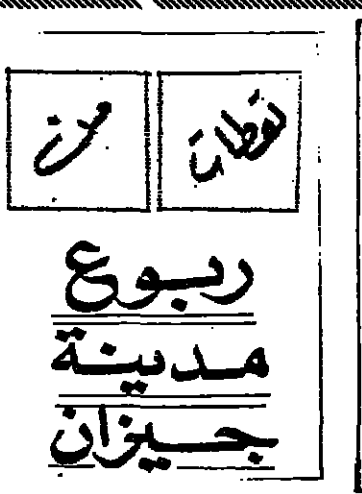 لقطات من
ربوع
مدينة
جيزان